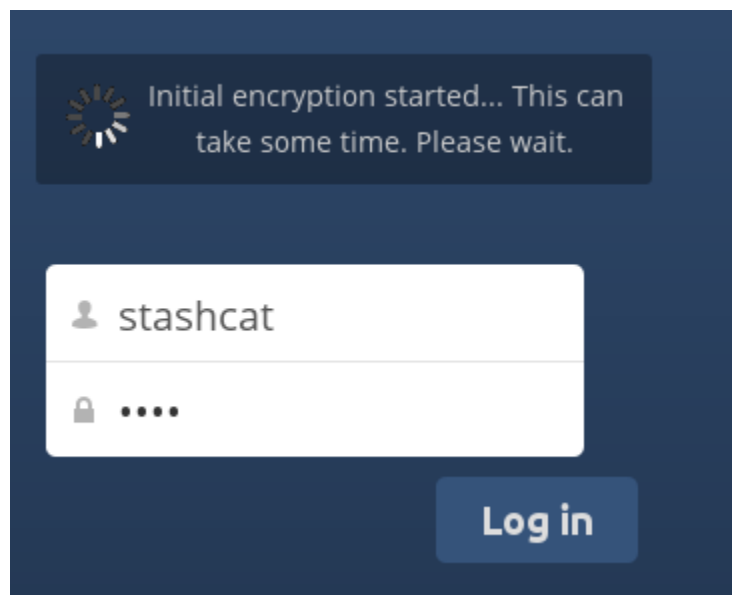 Initial encryption started... This can
take some time. Please wait.
stashcat
••••
Log in